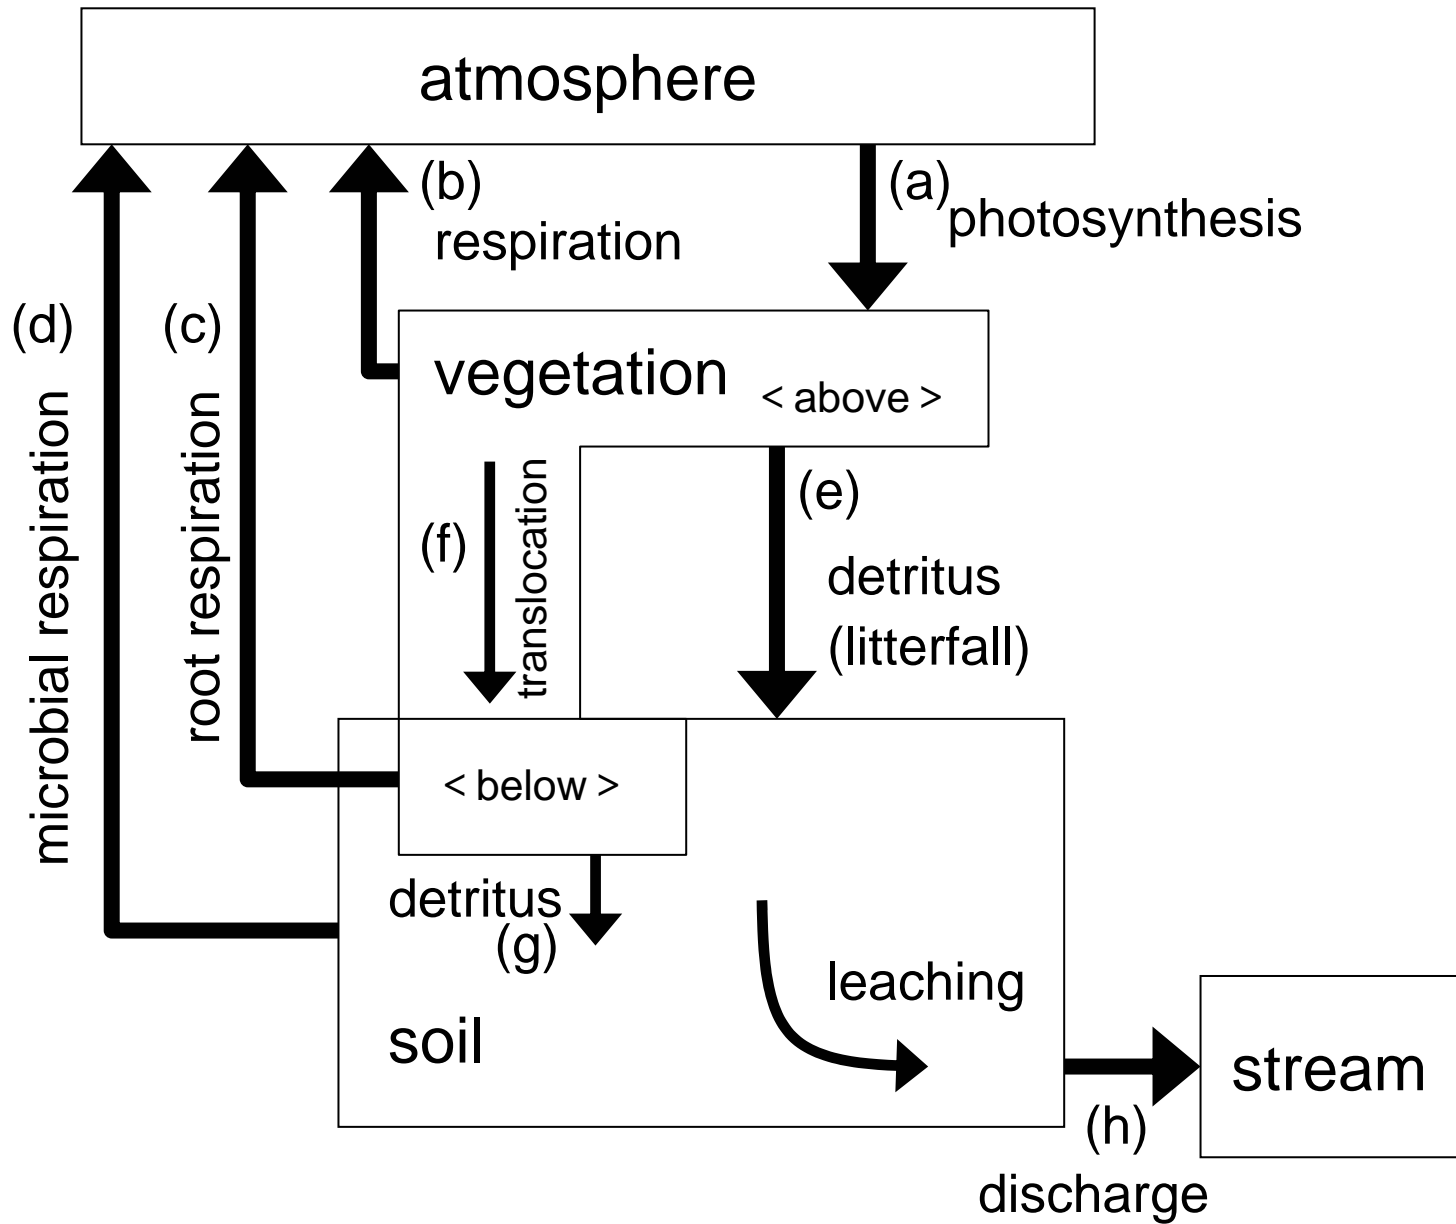 atmosphere
(b)
respiration
(a)
photosynthesis
(d)
microbial respiration
(c)
root respiration
vegetation
< above >
(f)
translocation
(e)
detritus
(litterfall)
< below >
detritus
(g)
leaching
soil
stream
(h)
discharge